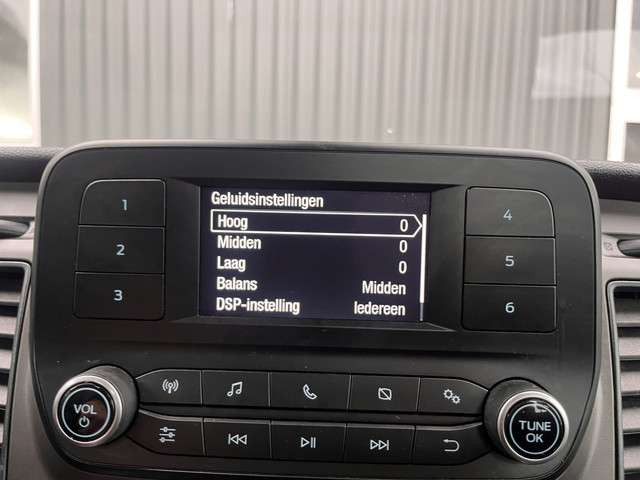 Geluidsinstellingen
Hoog 0
Midden 0
Laag 0
Balans Midden
DSP-instelling Iedereen
1
2
3
4
5
6
VOL
TUNE
OK